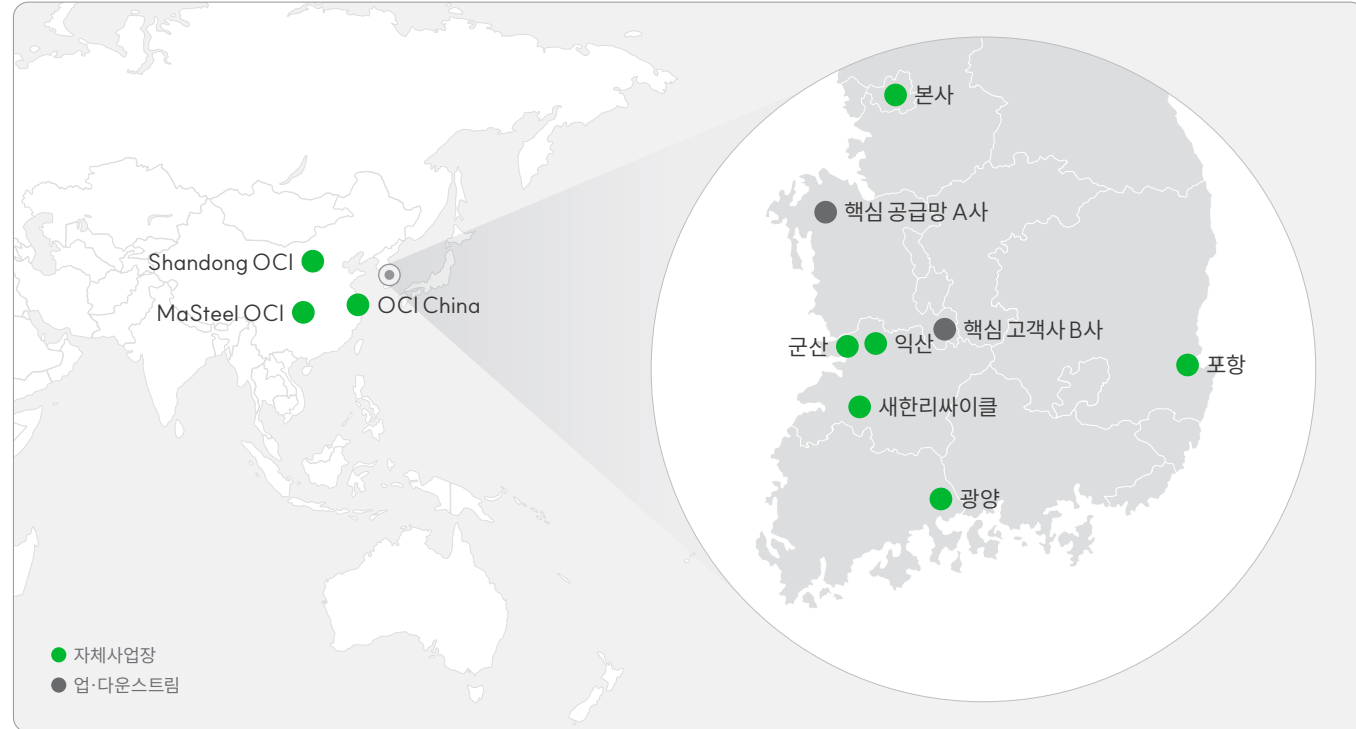 본사
핵심 공급망 A사
Shandong OCI
MaSteel OCI
OCI China
핵심 고객사 B사
군산
익산
포항
새한리싸이클
광양
자체사업장
업·다운스트림